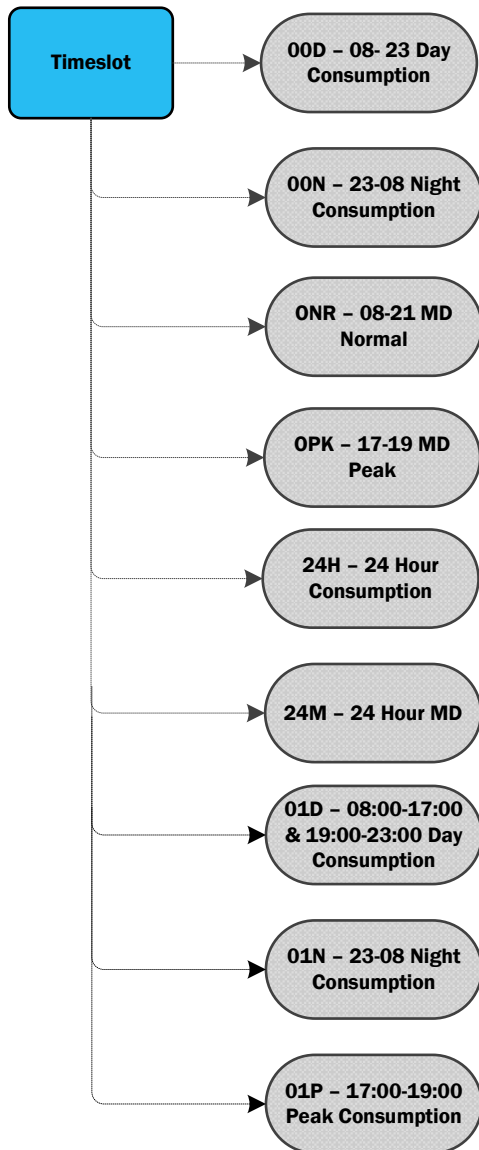 Timeslot
00D – 08- 23 Day
Consumption
00N – 23-08 Night
Consumption
ONR – 08-21 MD
Normal
OPK – 17-19 MD
Peak
24H – 24 Hour
Consumption
24M – 24 Hour MD
01D – 08:00-17:00
& 19:00-23:00 Day
Consumption
01N – 23-08 Night
Consumption
01P – 17:00-19:00
Peak Consumption